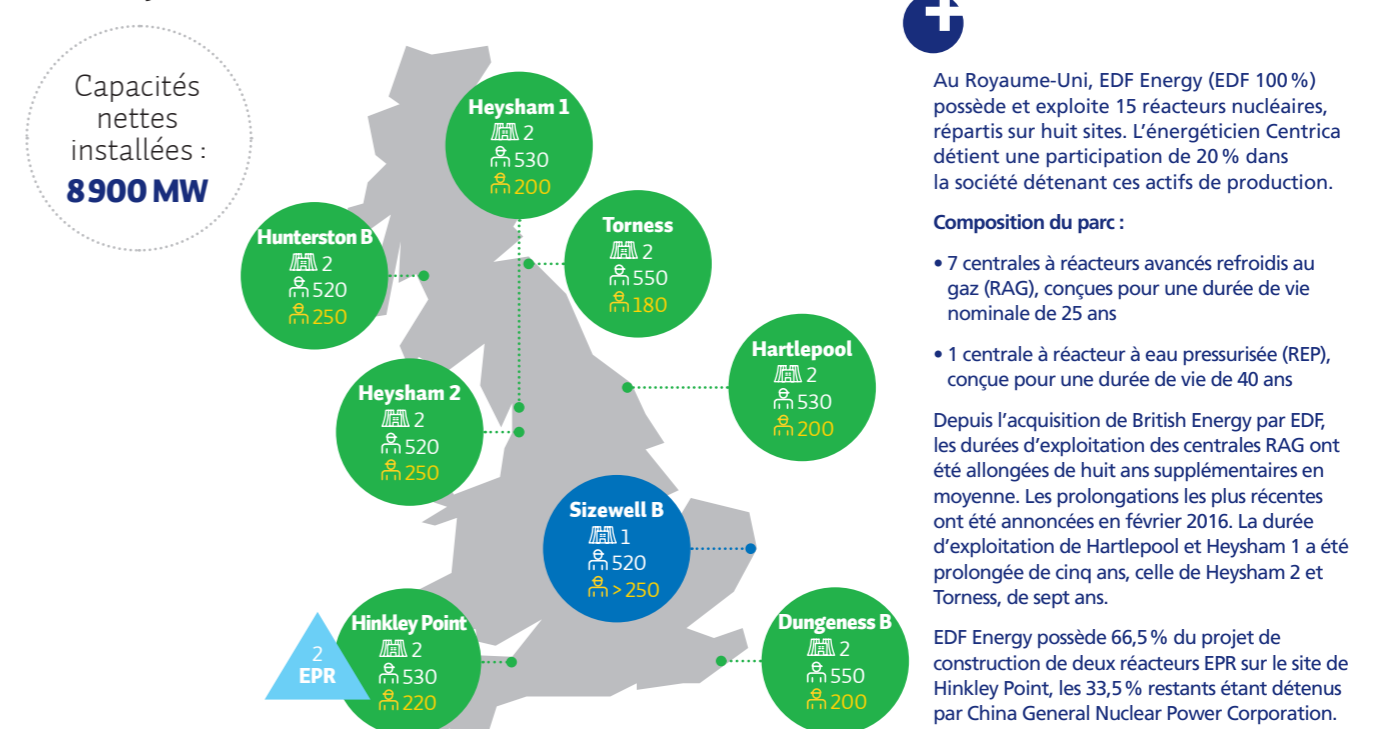 Capacités
nettes
installées :
8 900 MW
Heysham 1
2
530
200
Hunterston B
2
520
250
Torness
2
550
180
Hartlepool
2
530
200
Heysham 2
2
520
250
Sizewell B
1
520
> 250
2
EPR
Hinkley Point
2
530
220
Dungeness B
2
550
200
+
Au Royaume-Uni, EDF Energy (EDF 100 %)
possède et exploite 15 réacteurs nucléaires,
répartis sur huit sites. L’énergéticien Centrica
détient une participation de 20 % dans
la société détenant ces actifs de production.
Composition du parc :
• 7 centrales à réacteurs avancés refroidis au
gaz (RAG), conçues pour une durée de vie
nominale de 25 ans
• 1 centrale à réacteur à eau pressurisée (REP),
conçue pour une durée de vie de 40 ans
Depuis l’acquisition de British Energy par EDF,
les durées d’exploitation des centrales RAG ont
été allongées de huit ans supplémentaires en
moyenne. Les prolongations les plus récentes
ont été annoncées en février 2016. La durée
d’exploitation de Hartlepool et Heysham 1 a été
prolongée de cinq ans, celle de Heysham 2 et
Torness, de sept ans.
EDF Energy possède 66,5 % du projet de
construction de deux réacteurs EPR sur le site de
Hinkley Point, les 33,5 % restants étant détenus
par China General Nuclear Power Corporation.